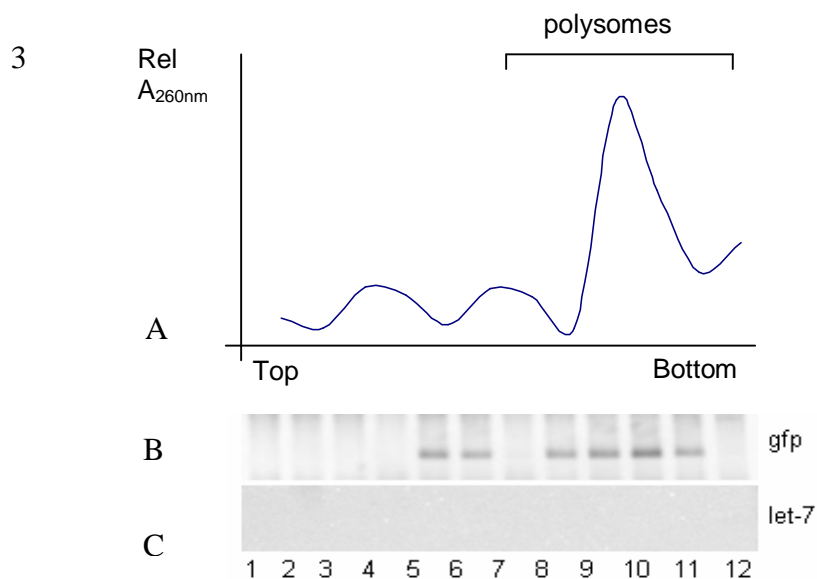 polysomes
3
Rel
A260nm
A
Top Bottom
B
gfp
let-7
C
1 2 3 4 5 6 7 8 9 10 11 12